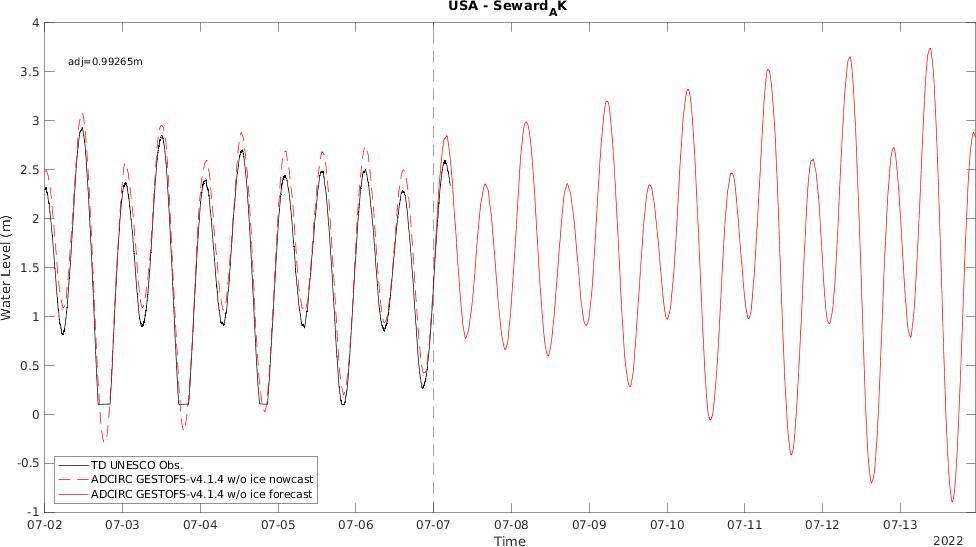 USA - Seward_AK
4
3.5
3
2.5
2
1.5
1
0.5
0
-0.5
-1
Water Level (m)
adj=0.99265m
TD UNESCO Obs.
ADCIRC GESTOFS-v4.1.4 w/o ice nowcast
ADCIRC GESTOFS-v4.1.4 w/o ice forecast
07-02 07-03 07-04 07-05 07-06 07-07 07-08 07-09 07-10 07-11 07-12 07-13
Time
2022